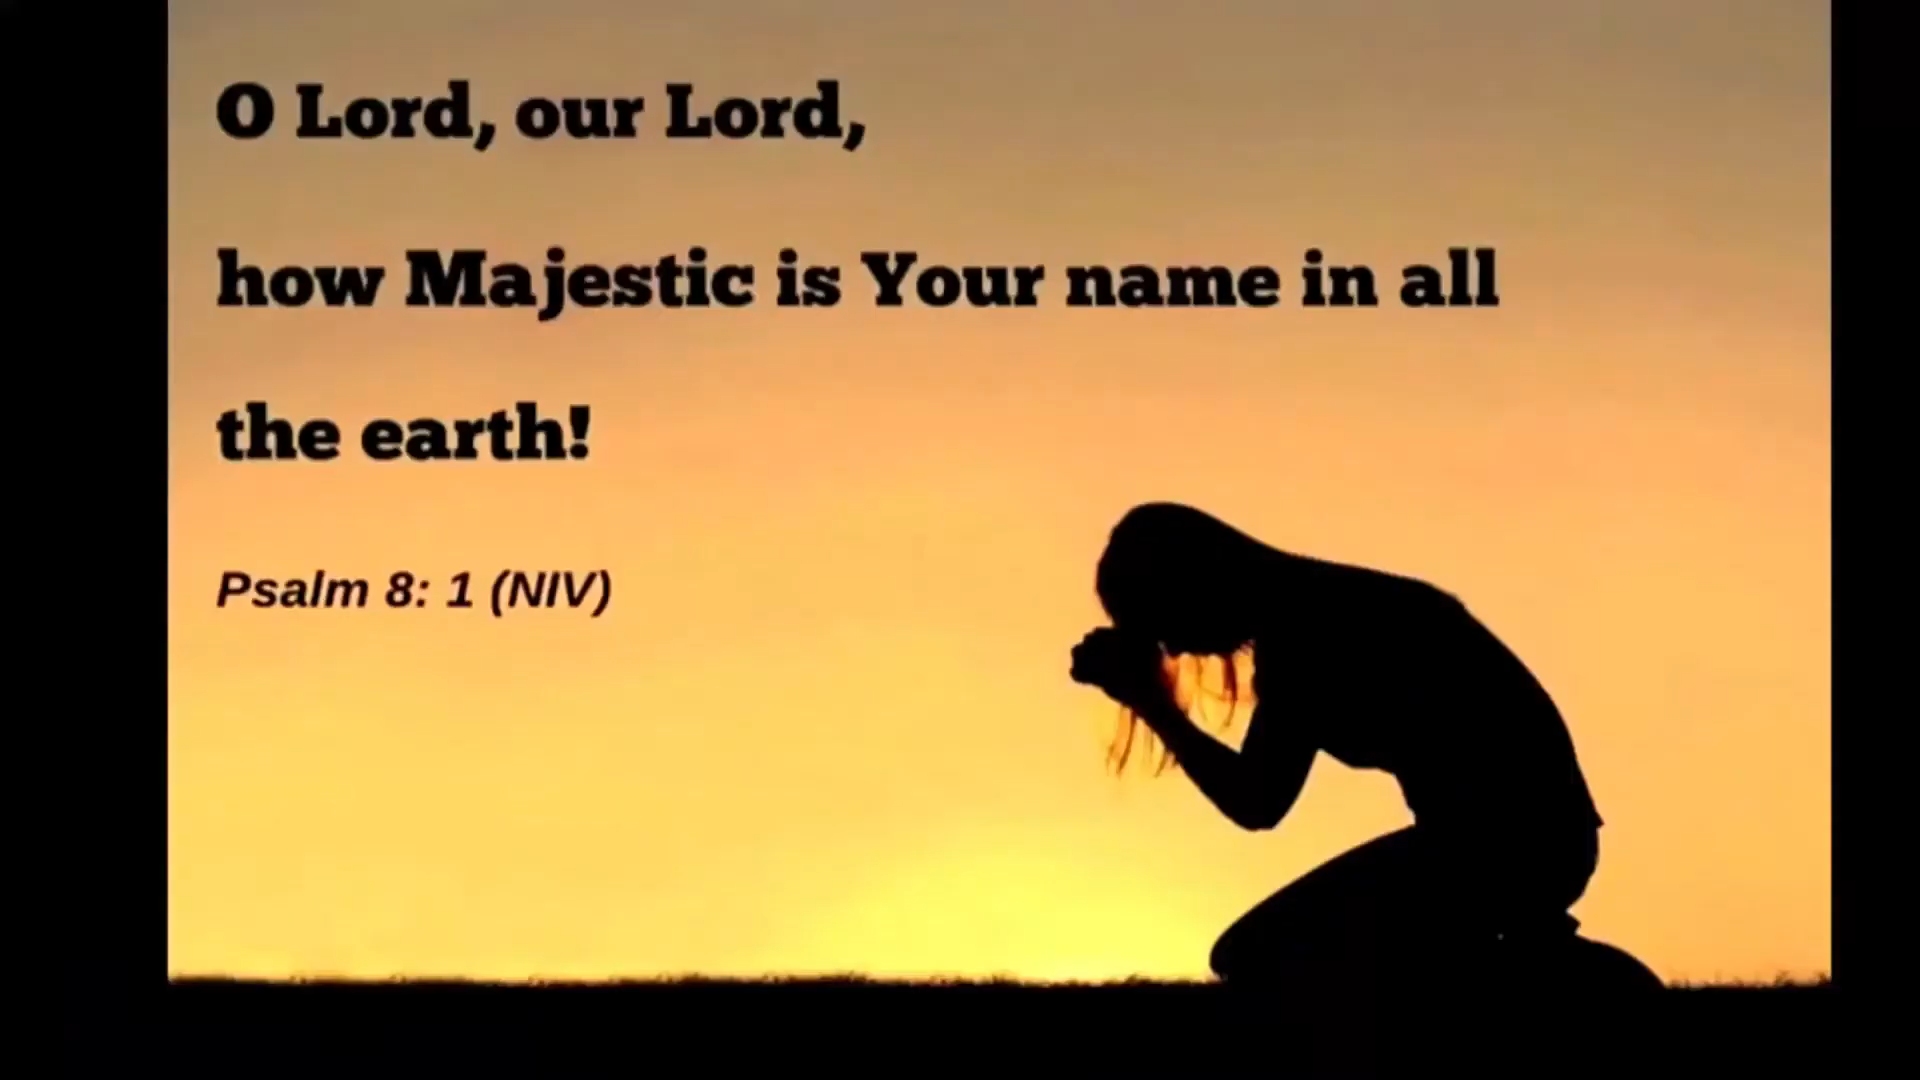 O Lord, our Lord,
how Majestic is Your name in all
the earth!
Psalm 8: 1 (NIV)